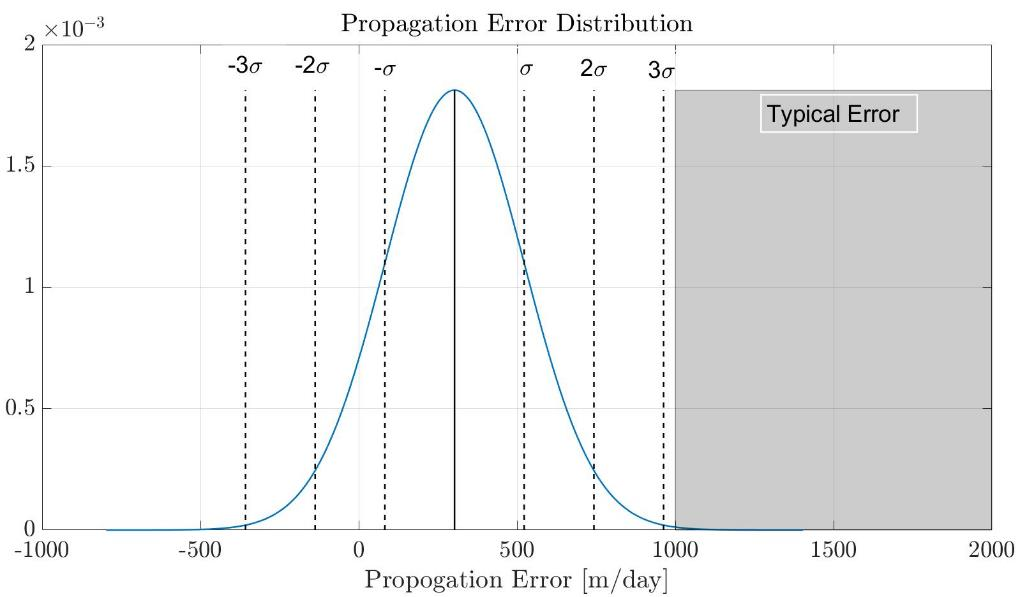 Propagation Error Distribution
×10⁻³
2
-3σ -2σ -σ σ 2σ 3σ
Typical Error
1.5
1
0.5
0
-1000 -500 0 500 1000 1500 2000
Propogation Error [m/day]